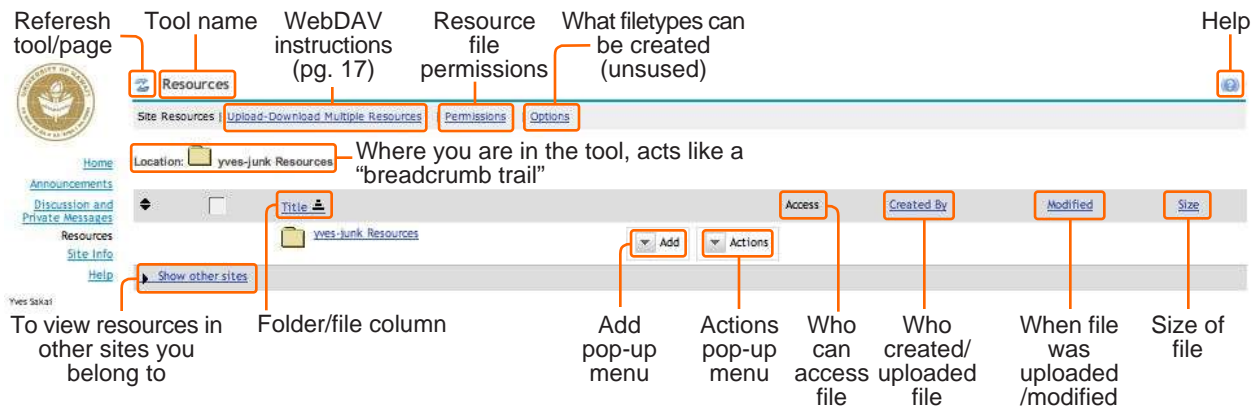 Referesh tool/page
Tool name
WebDAV instructions (pg. 17)
Resource file permissions
What filetypes can be created (unsused)
Help
Resources
Site Resources | Upload-Download Multiple Resources | Permissions | Options
Location: yves-junk Resources
Where you are in the tool, acts like a
“breadcrumb trail”
Home
Announcements
Discussion and
Private Messages
Resources
Site Info
Help
Title
Access
Created By
Modified
Size
yves-junk Resources
Add
Actions
Show other sites
To view resources in
other sites you
belong to
Folder/file column
Add
pop-up
menu
Actions
pop-up
menu
Who
can
access
file
Who
created/
uploaded
file
When file
was
uploaded
/modified
Size of
file